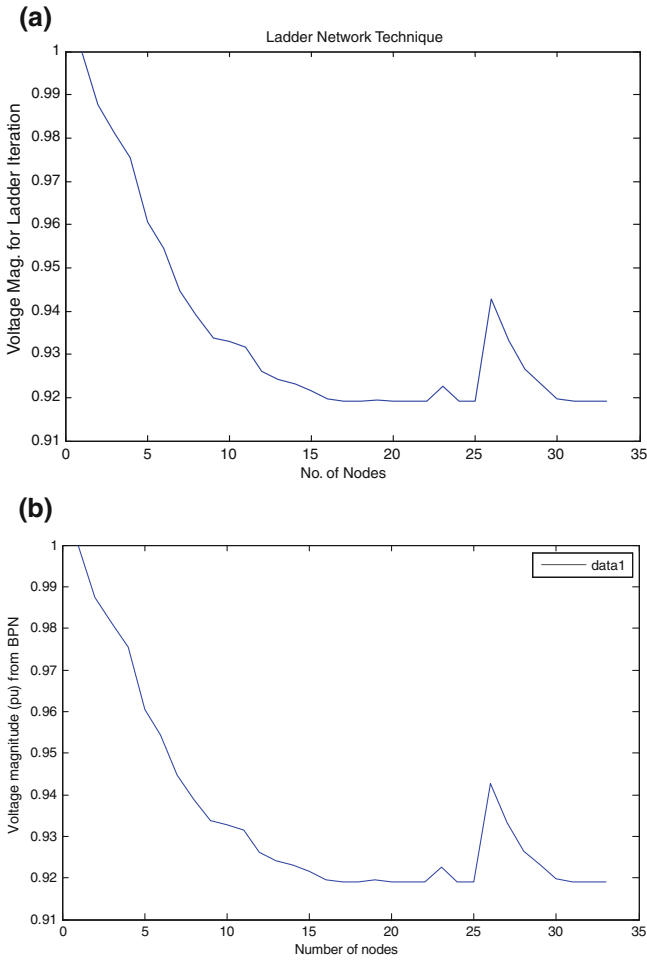 (a)
Ladder Network Technique
Voltage Mag. for Ladder Iteration
1
0.99
0.98
0.97
0.96
0.95
0.94
0.93
0.92
0.91
0 5 10 15 20 25 30 35
No. of Nodes
(b)
data1
Voltage magnitude (pu) from BPN
1
0.99
0.98
0.97
0.96
0.95
0.94
0.93
0.92
0.91
0 5 10 15 20 25 30 35
Number of nodes